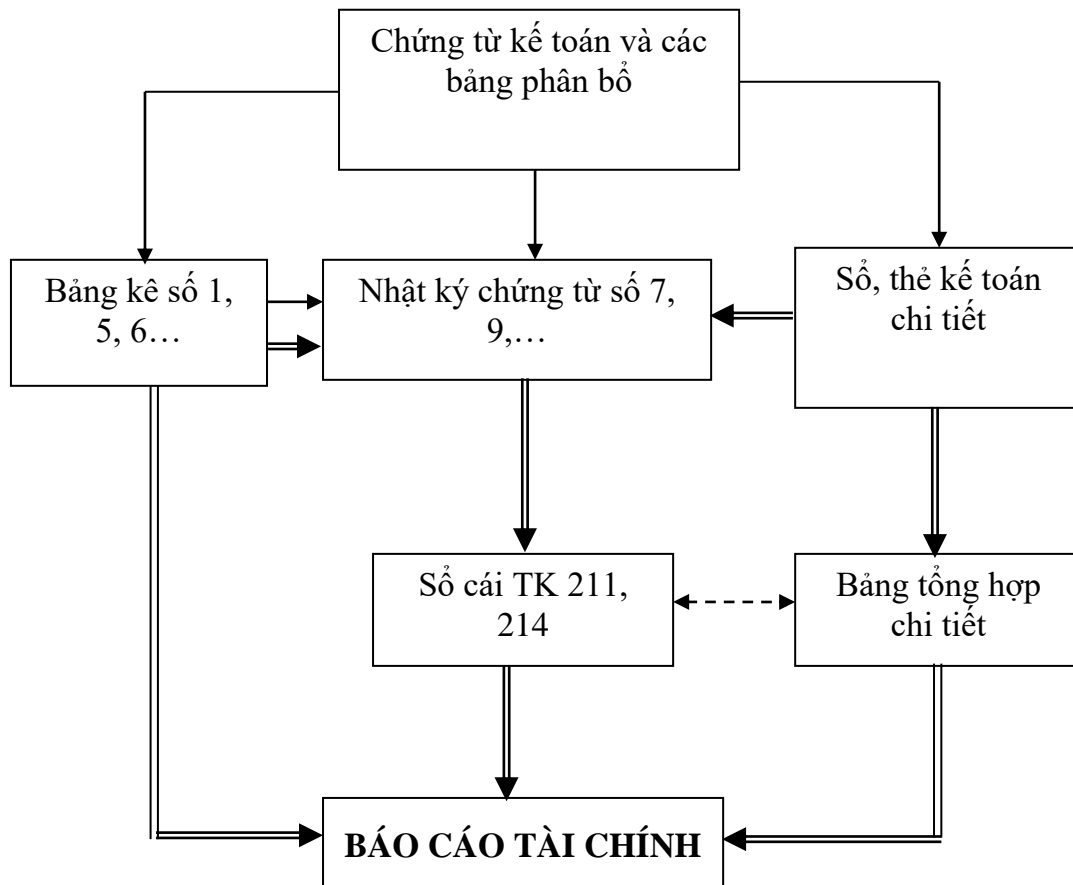 Chứng từ kế toán và các
bảng phân bổ
Bảng kê số 1,
5, 6…
Nhật ký chứng từ số 7,
9,…
Sổ, thẻ kế toán
chi tiết
Sổ cái TK 211,
214
Bảng tổng hợp
chi tiết
BÁO CÁO TÀI CHÍNH